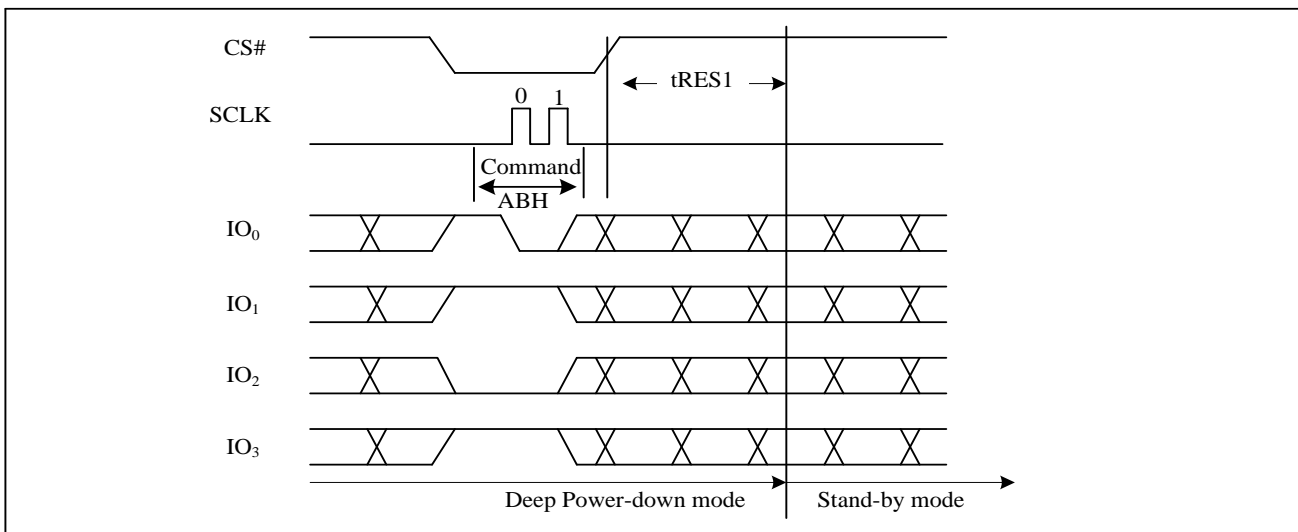 CS#
tRES1
0 1
SCLK
Command
ABH
IO₀
IO₁
IO₂
IO₃
Deep Power-down mode Stand-by mode